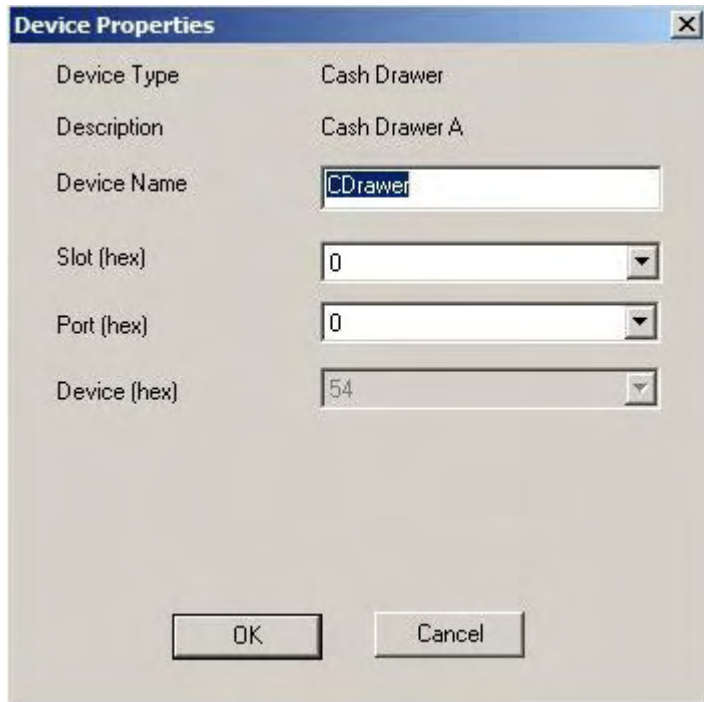 Device Properties
Device Type Cash Drawer
Description Cash Drawer A
Device Name CDrawer
Slot (hex) 0
Port (hex) 0
Device (hex) 54
OK Cancel